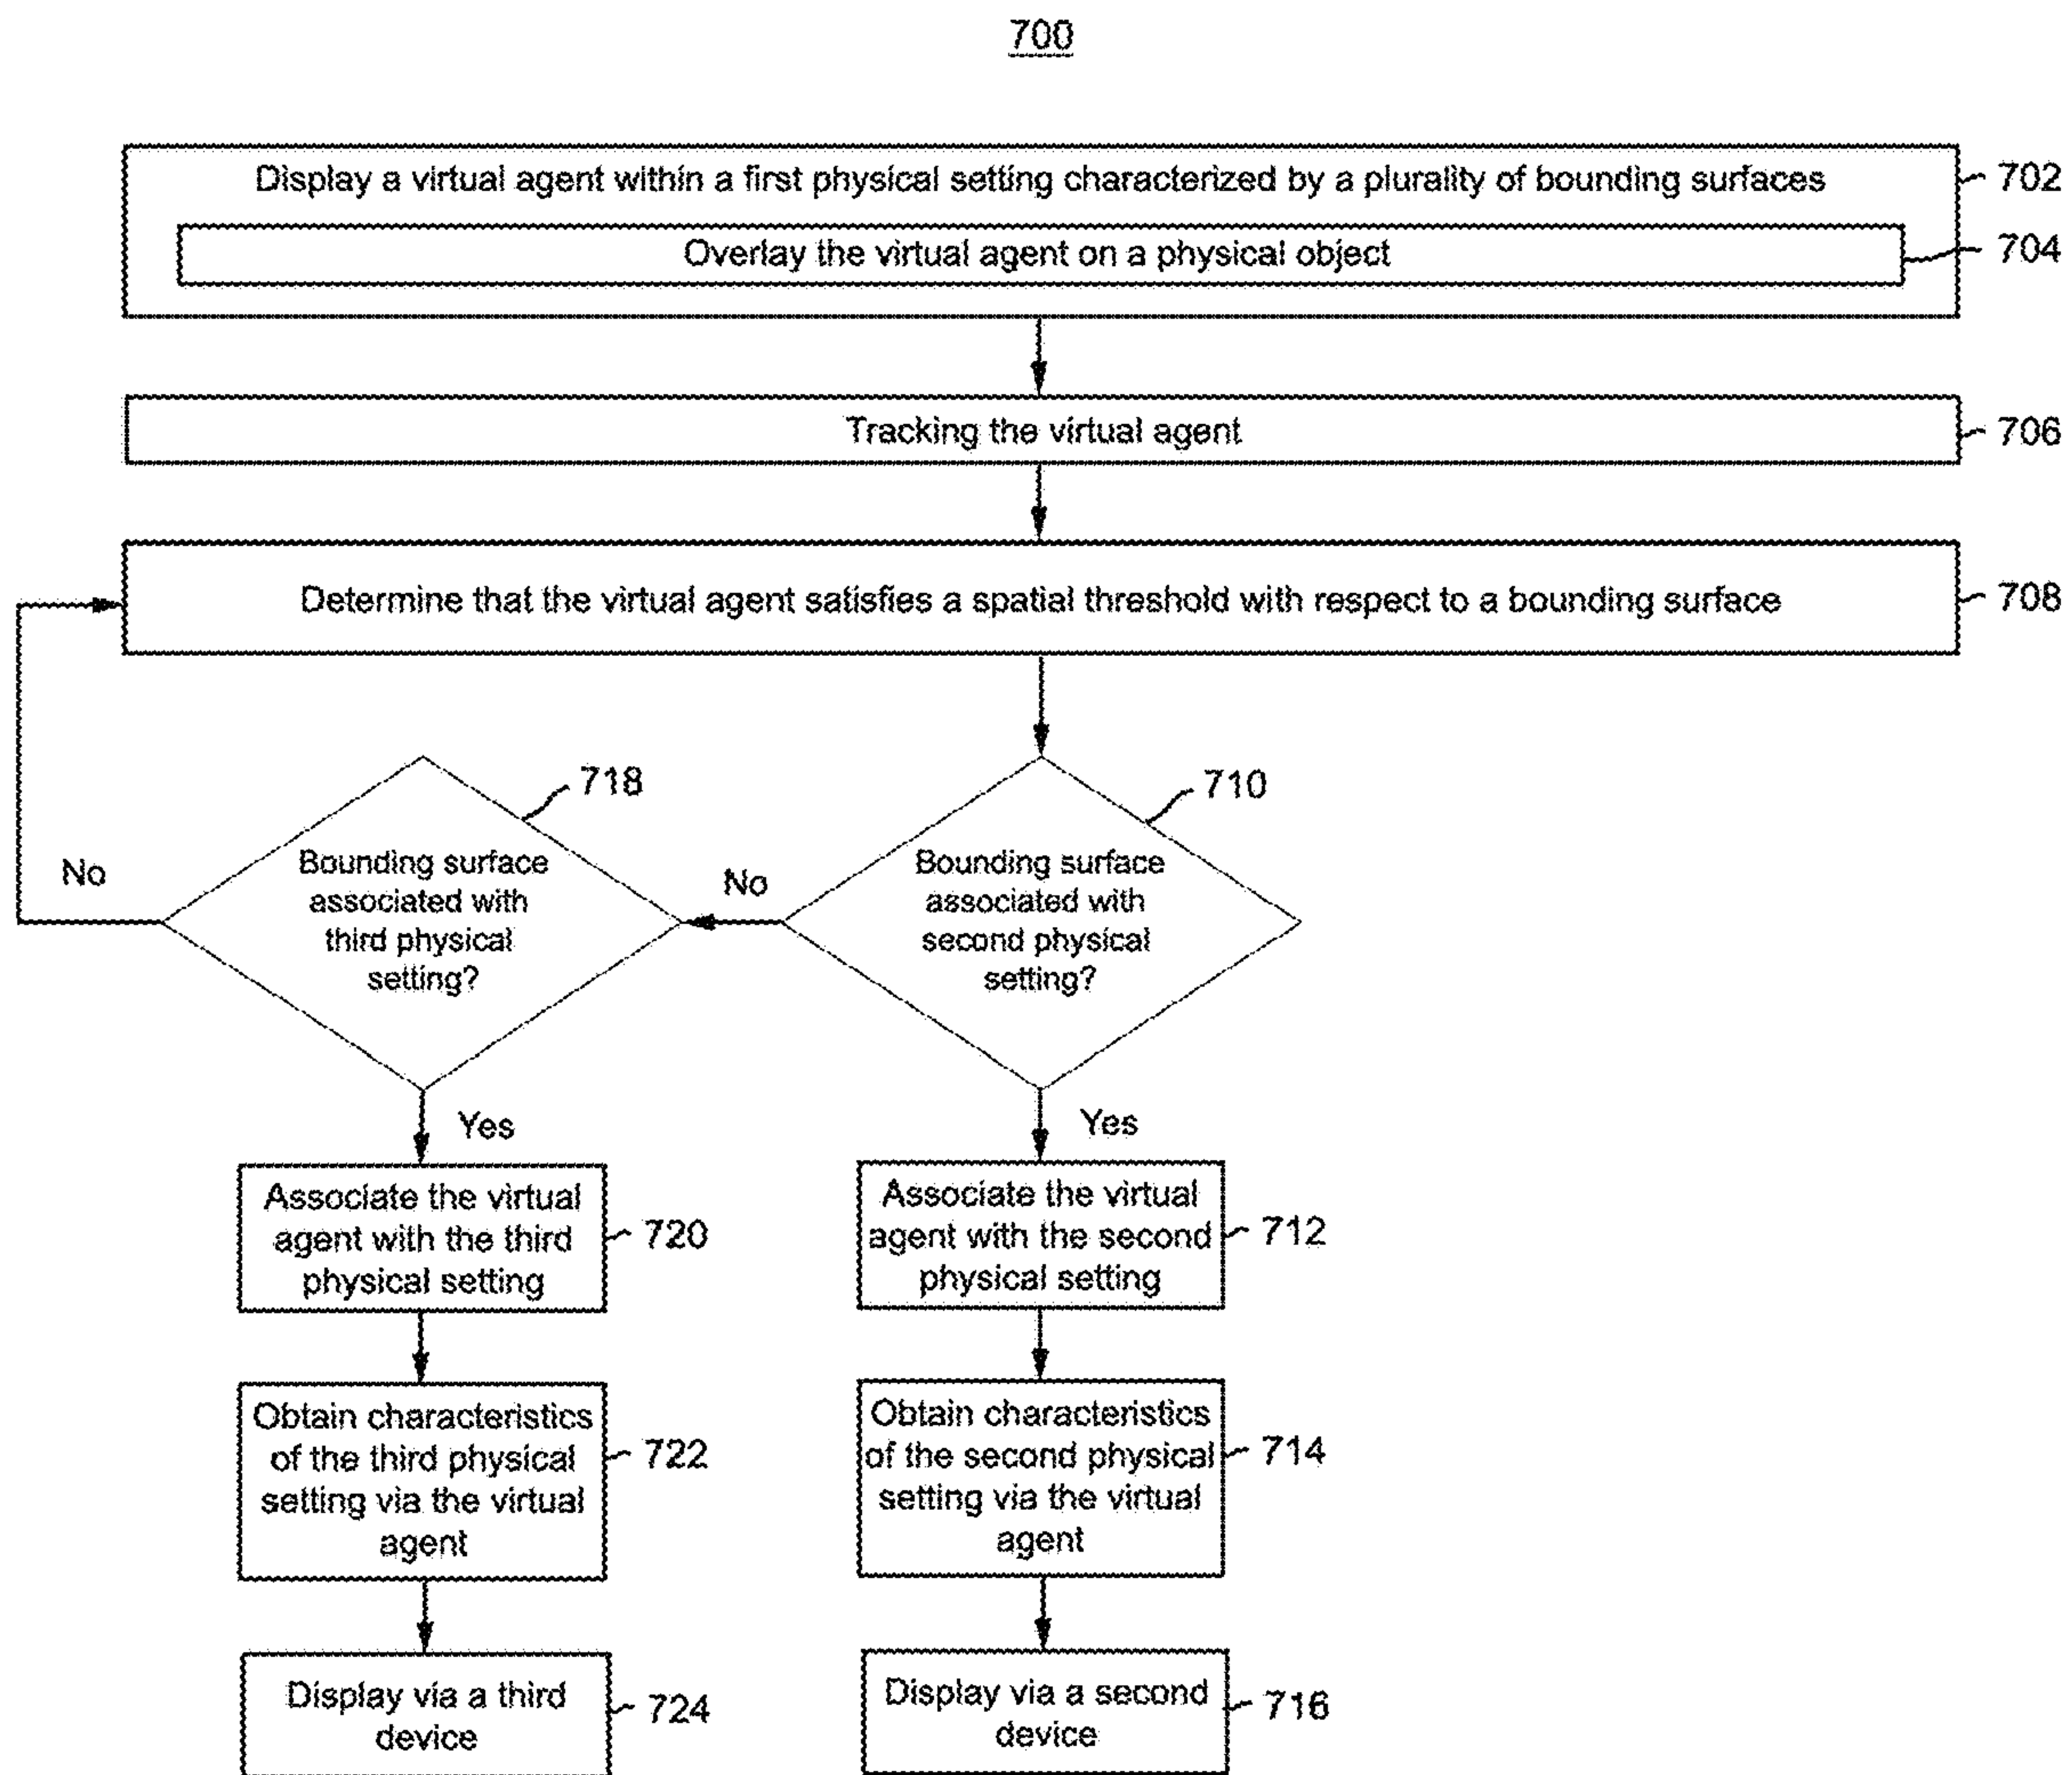 700
Display a virtual agent within a first physical setting characterized by a plurality of bounding surfaces
702
Overlay the virtual agent on a physical object
704
Tracking the virtual agent
706
Determine that the virtual agent satisfies a spatial threshold with respect to a bounding surface
708
718
Bounding surface
associated with
third physical
setting?
No
No
710
Bounding surface
associated with
second physical
setting?
Yes
Yes
Associate the virtual
agent with the third
physical setting
720
Associate the virtual
agent with the second
physical setting
712
Obtain characteristics
of the third physical
setting via the virtual
agent
722
Obtain characteristics
of the second physical
setting via the virtual
agent
714
Display via a third
device
724
Display via a second
device
716